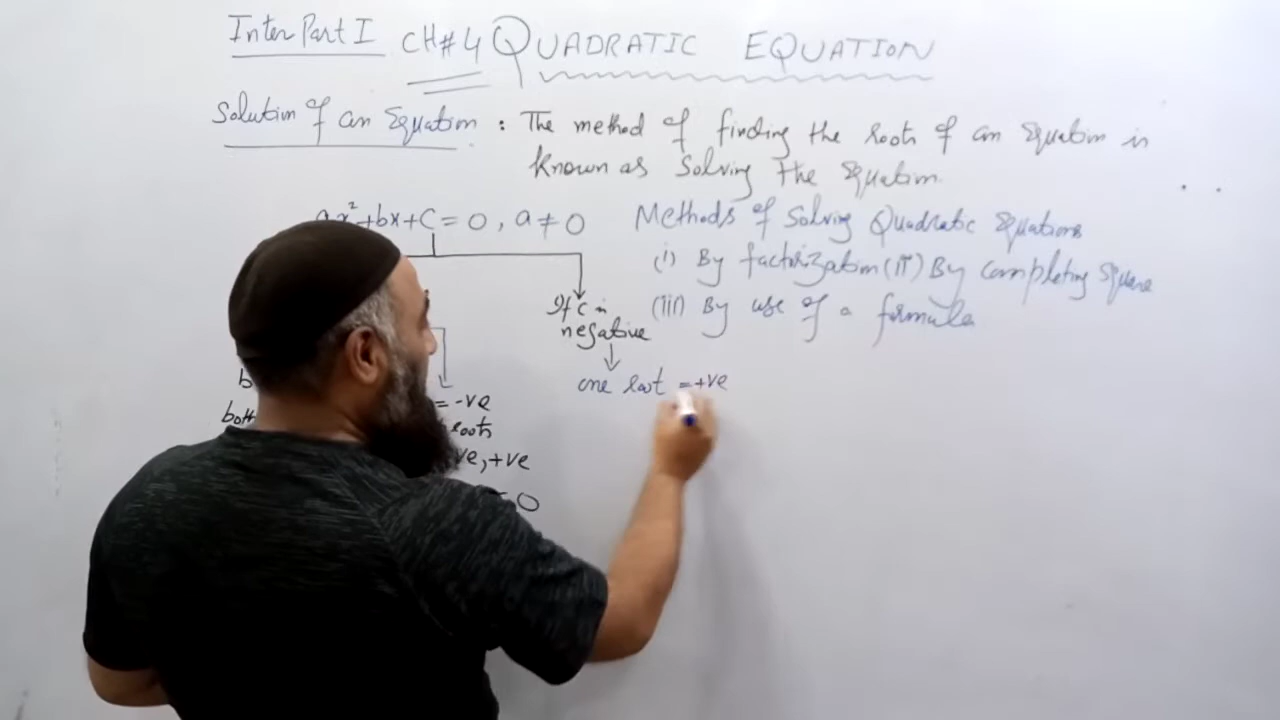 Inter Part I CH#4 QUADRATIC EQUATION
Solution of an Equation : The method of finding the roots of an Equation is
known as Solving the Equation.
ax²+bx+C = 0 , a ≠ 0
Methods of Solving Quadratic Equations
(i) By factorization (ii) By completing Square
(iii) By use of a formula
If C is
negative
one root = +ve
= -ve
roots
ve, +ve
0